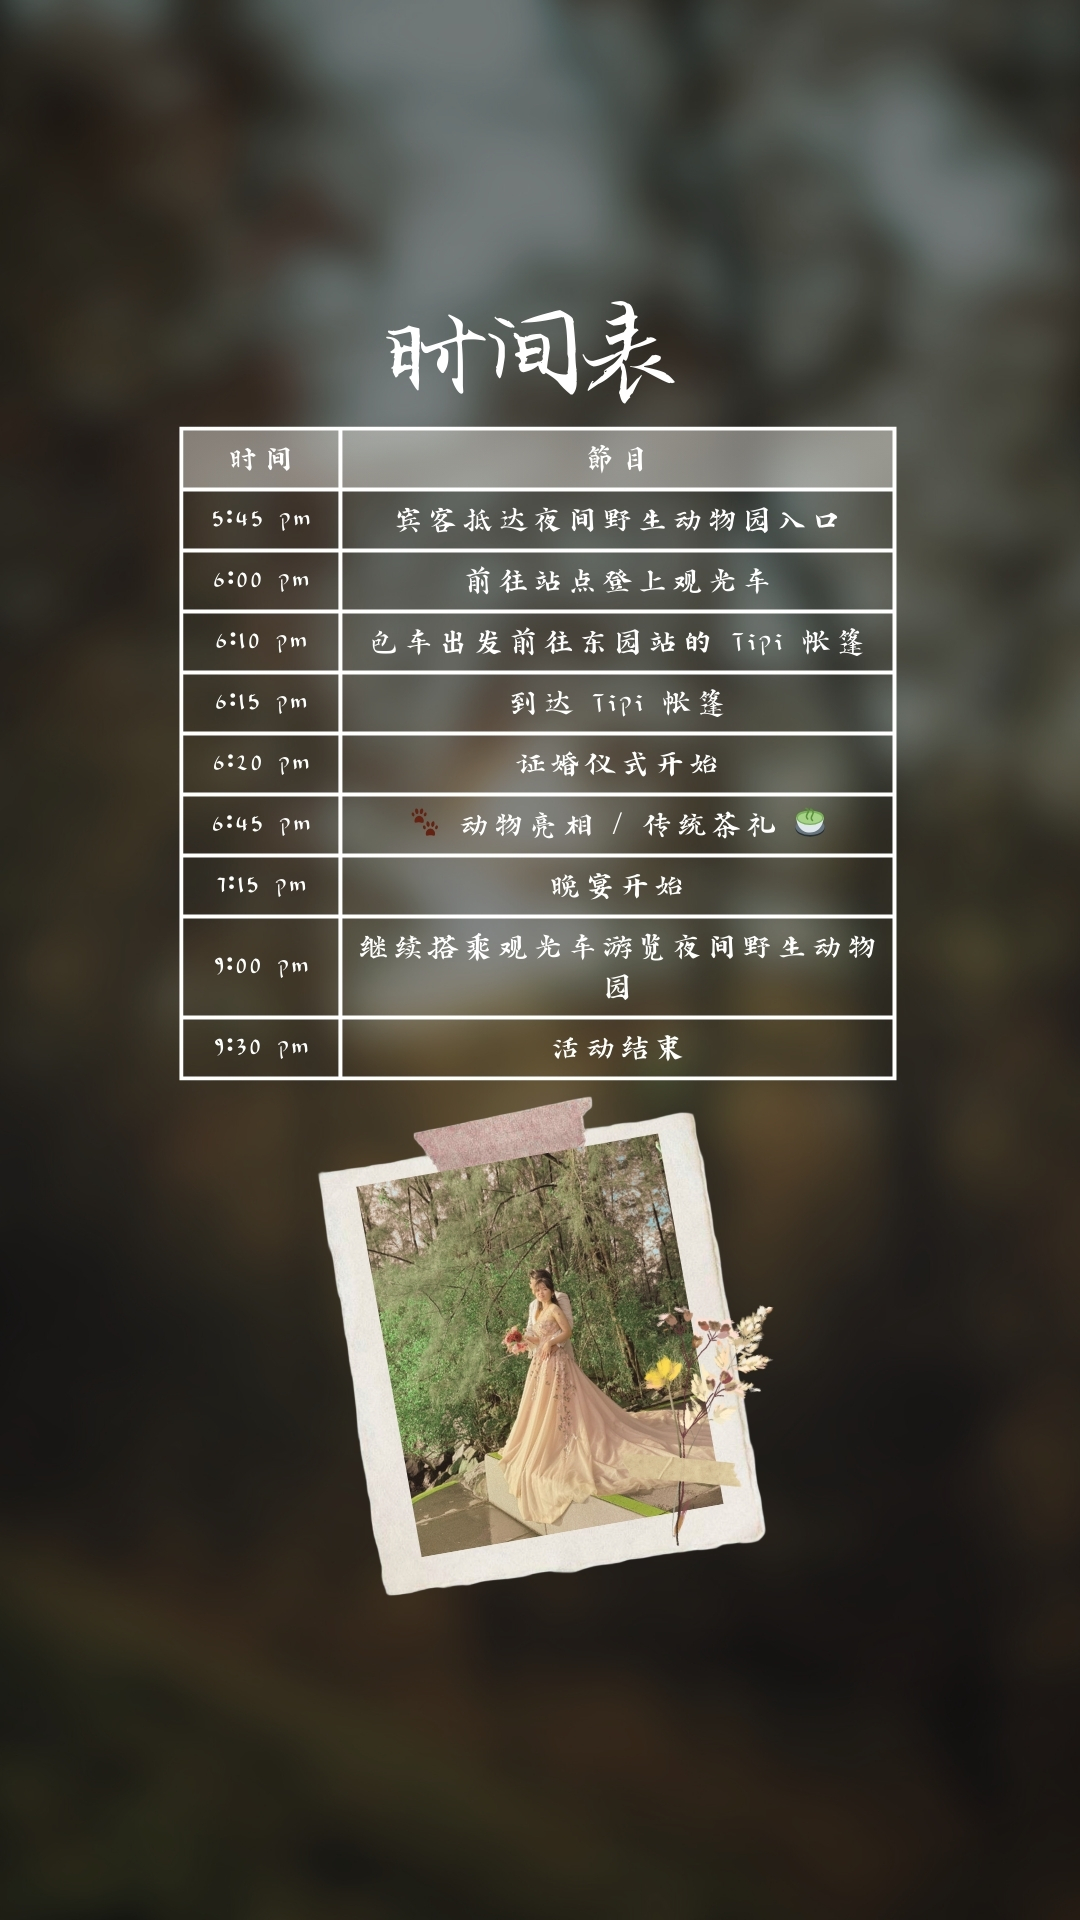 时间表
时间 節目
5:45 pm 宾客抵达夜间野生动物园入口
6:00 pm 前往站点登上观光车
6:10 pm 包车出发前往东园站的 Tipi 帐篷
6:15 pm 到达 Tipi 帐篷
6:20 pm 证婚仪式开始
6:45 pm 🐾 动物亮相 / 传统茶礼 🍵
7:15 pm 晚宴开始
9:00 pm 继续搭乘观光车游览夜间野生动物
园
9:30 pm 活动结束